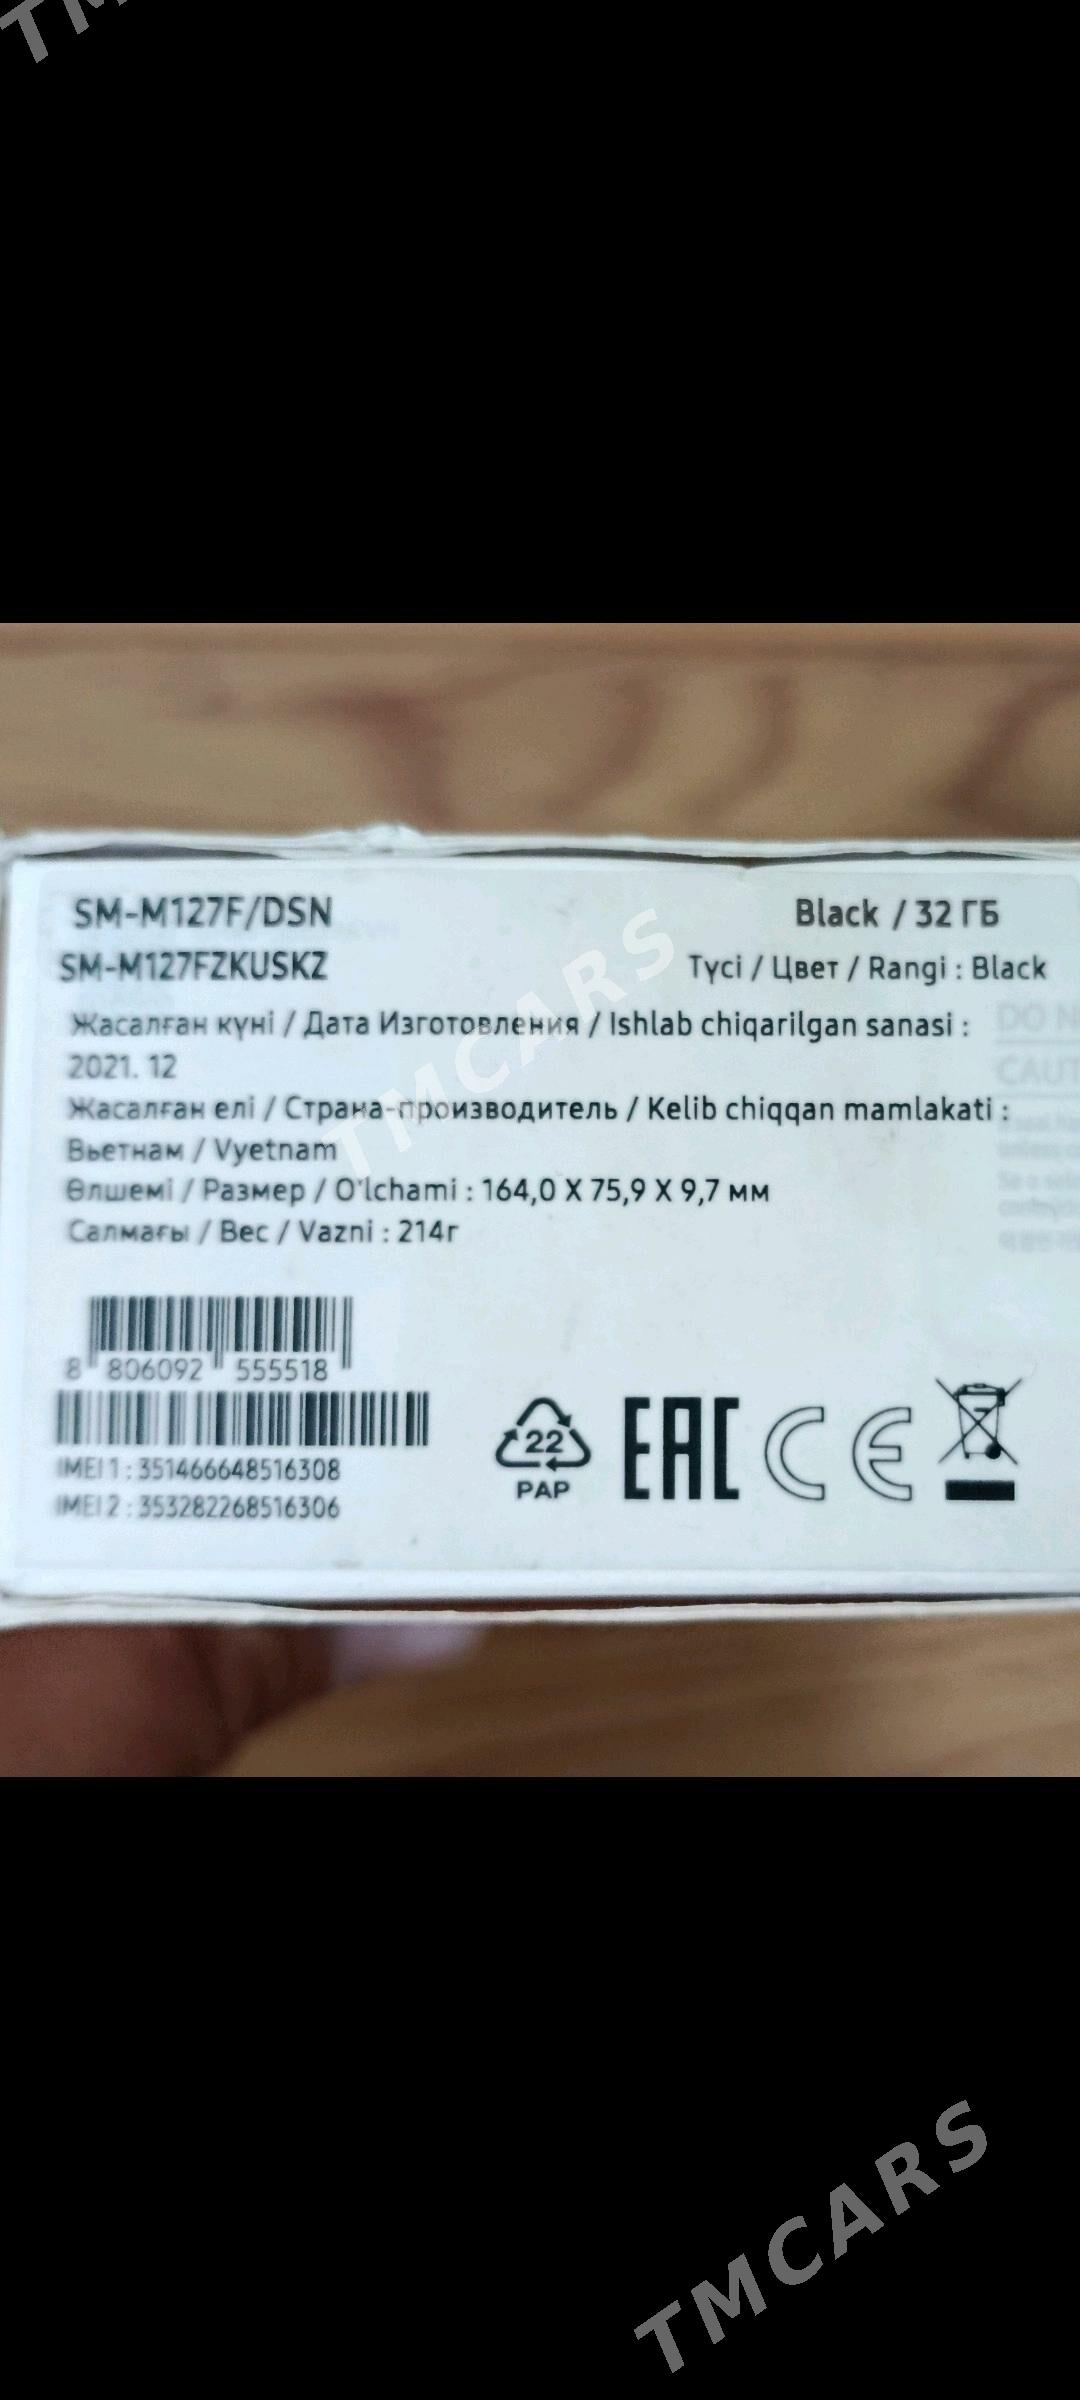 TM
SM-M127F/DSN
Black / 32 ГБ
SM-M127FZKUSKZ
Түсі / Цвет / Rangi : Black
Жасалған күні / Дата Изготовления / Ishlab chiqarilgan sanasi :
2021. 12
Жасалған елі / Страна-производитель / Kelib chiqqan mamlakati :
Вьетнам / Vyetnam
Өлшемі / Размер / O'lchami : 164,0 X 75,9 X 9,7 мм
Салмағы / Вес / Vazni : 214г
DO N
CAUT
TMCARS
8 806092 555518
IMEI 1 : 351466648516308
IMEI 2 : 353282268516306
22
PAP
EAC
CE
TMCARS